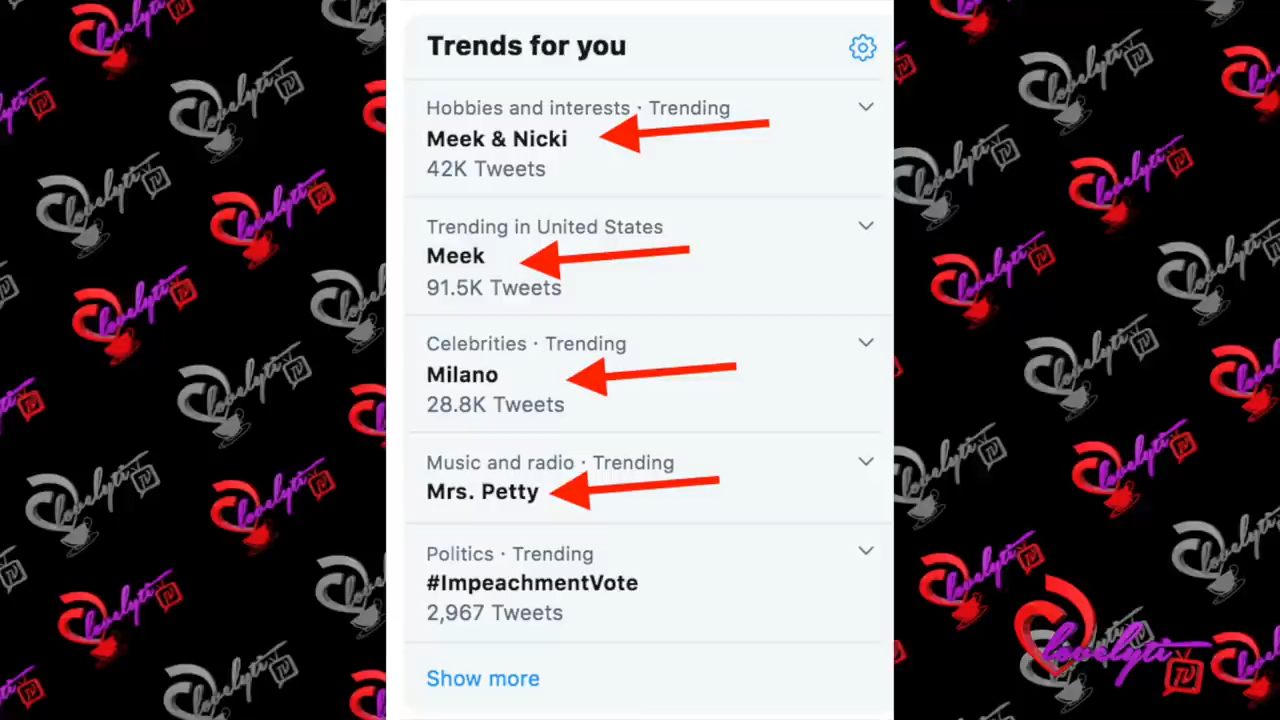 Trends for you
Hobbies and interests · Trending
Meek & Nicki
42K Tweets
Trending in United States
Meek
91.5K Tweets
Celebrities · Trending
Milano
28.8K Tweets
Music and radio · Trending
Mrs. Petty
Politics · Trending
#ImpeachmentVote
2,967 Tweets
Show more
lovelyti TV